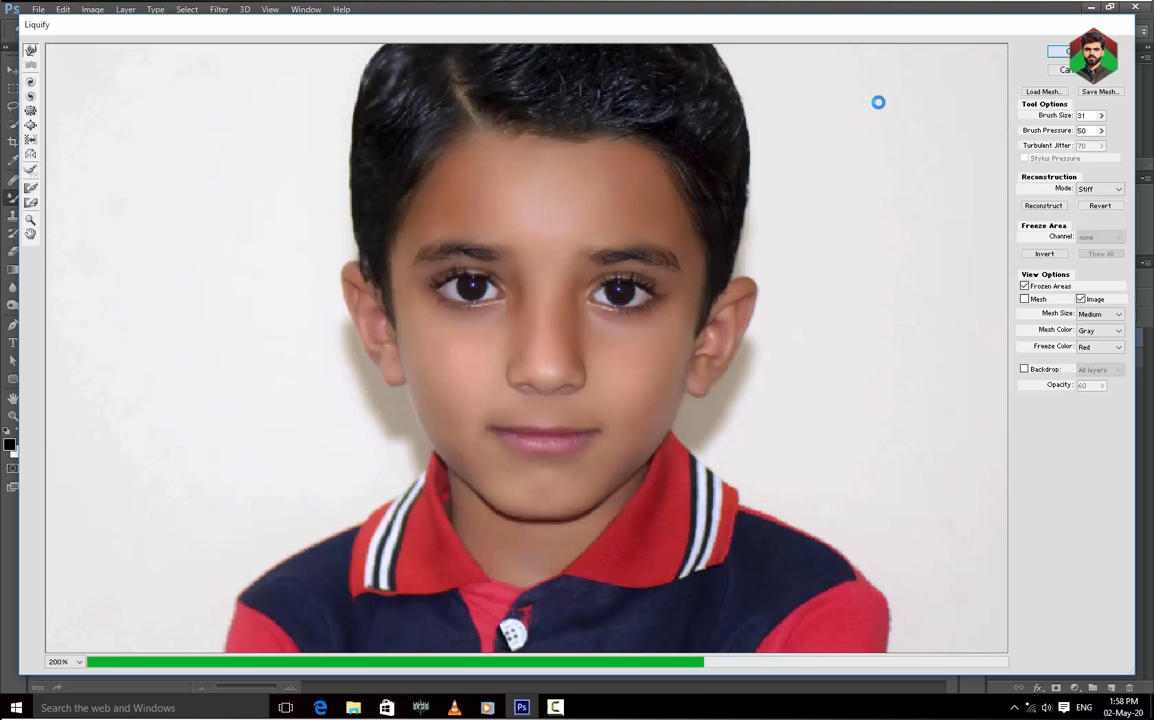 Ps File Edit Image Layer Type Select Filter 3D View Window Help
Liquify
Load Mesh... Save Mesh...
Tool Options
Brush Size: 31
Brush Pressure: 50
Turbulent Jitter: 70
Stylus Pressure
Reconstruction
Mode: Stiff
Reconstruct Revert
Freeze Area
Channel: none
Invert Thaw All
View Options
Frozen Areas
Mesh Image
Mesh Size: Medium
Mesh Color: Gray
Freeze Color: Red
Backdrop: All layers
Opacity: 60
200%
Search the web and Windows
Ps
ENG
1:58 PM
02-May-20